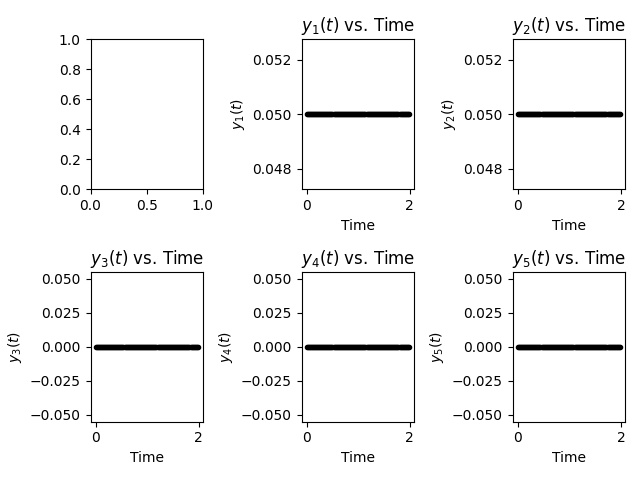 y₁(t) vs. Time
y₂(t) vs. Time
1.0
0.8
0.6
0.4
0.2
0.0
0.0 0.5 1.0
y₁(t)
0.052
0.050
0.048
0 2
Time
y₂(t)
0.052
0.050
0.048
0 2
Time
y₃(t) vs. Time
y₃(t)
0.050
0.025
0.000
−0.025
−0.050
0 2
Time
y₄(t) vs. Time
y₄(t)
0.050
0.025
0.000
−0.025
−0.050
0 2
Time
y₅(t) vs. Time
y₅(t)
0.050
0.025
0.000
−0.025
−0.050
0 2
Time